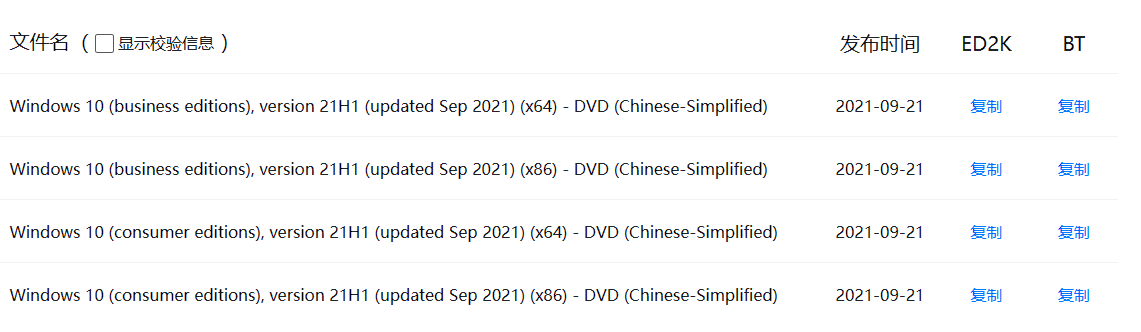 文件名 ( 显示校验信息 ) 发布时间 ED2K BT
Windows 10 (business editions), version 21H1 (updated Sep 2021) (x64) - DVD (Chinese-Simplified) 2021-09-21 复制 复制
Windows 10 (business editions), version 21H1 (updated Sep 2021) (x86) - DVD (Chinese-Simplified) 2021-09-21 复制 复制
Windows 10 (consumer editions), version 21H1 (updated Sep 2021) (x64) - DVD (Chinese-Simplified) 2021-09-21 复制 复制
Windows 10 (consumer editions), version 21H1 (updated Sep 2021) (x86) - DVD (Chinese-Simplified) 2021-09-21 复制 复制